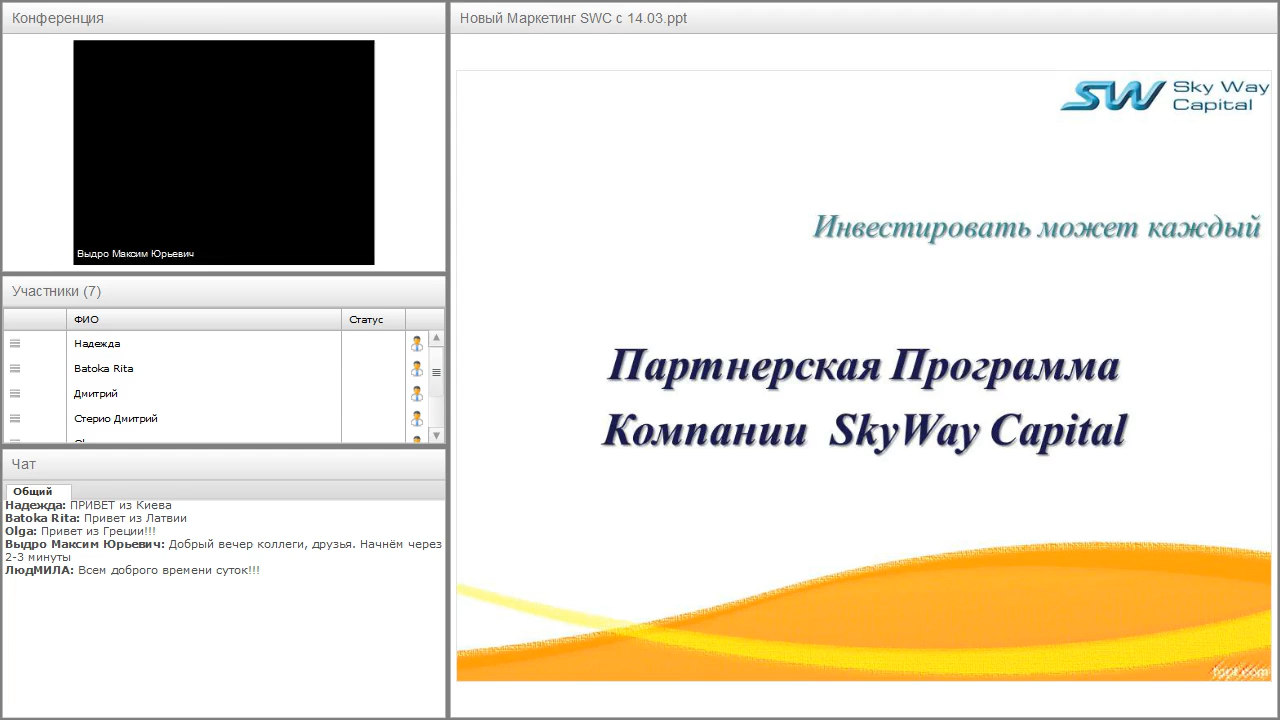 Конференция
Выдро Максим Юрьевич
Участники (7)
ФИО Статус
Надежда
Batoka Rita
Дмитрий
Стерио Дмитрий
Чат
Общий
Надежда: ПРИВЕТ из Киева
Batoka Rita: Привет из Латвии
Olga: Привет из Греции!!!
Выдро Максим Юрьевич: Добрый вечер коллеги, друзья. Начнём через
2-3 минуты
ЛюдМИЛА: Всем доброго времени суток!!!
Новый Маркетинг SWC с 14.03.ppt
SW Sky Way
Capital
Инвестировать может каждый
Партнерская Программа
Компании SkyWay Capital